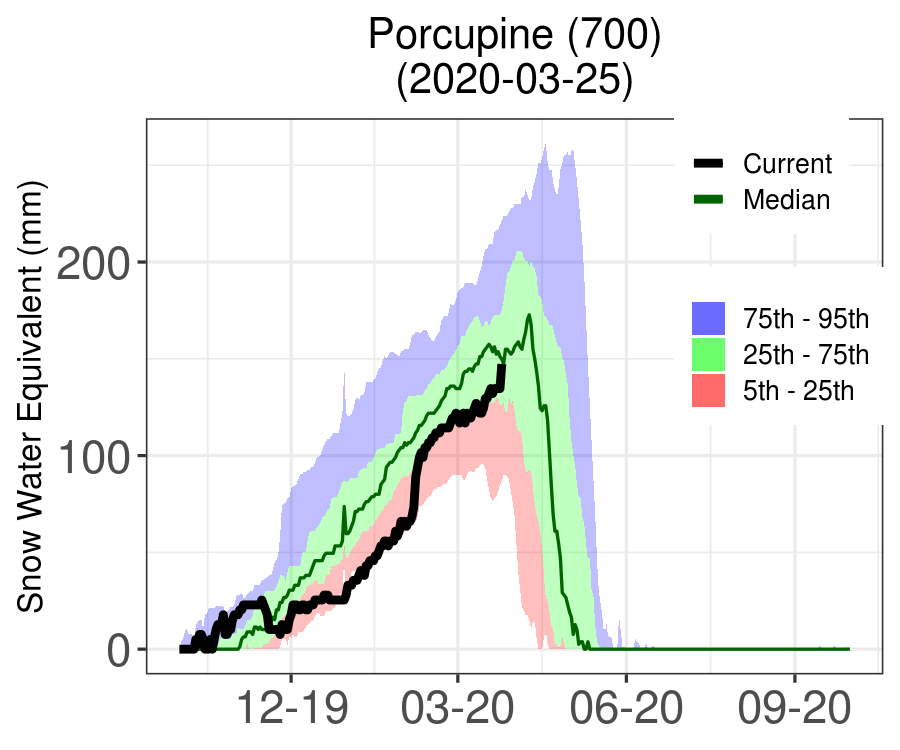 Porcupine (700)
(2020-03-25)
Snow Water Equivalent (mm)
200
100
0
12-19
03-20
06-20
09-20
Current
Median
75th - 95th
25th - 75th
5th - 25th